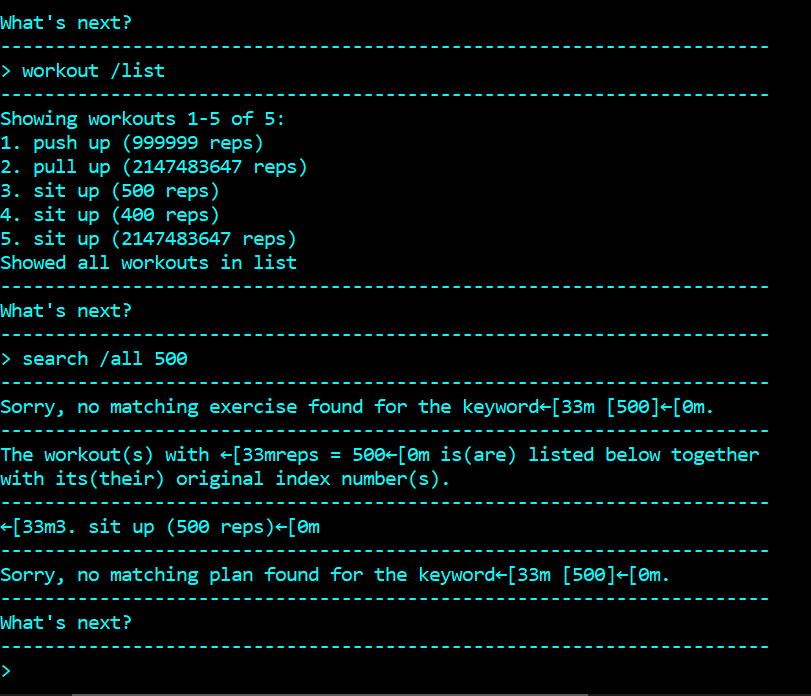 What's next?
----------------------------------------------------------------------
> workout /list
----------------------------------------------------------------------
Showing workouts 1-5 of 5:
1. push up (999999 reps)
2. pull up (2147483647 reps)
3. sit up (500 reps)
4. sit up (400 reps)
5. sit up (2147483647 reps)
Showed all workouts in list
----------------------------------------------------------------------
What's next?
----------------------------------------------------------------------
> search /all 500
----------------------------------------------------------------------
Sorry, no matching exercise found for the keyword←[33m [500]←[0m.
----------------------------------------------------------------------
The workout(s) with ←[33mreps = 500←[0m is(are) listed below together
with its(their) original index number(s).
----------------------------------------------------------------------
←[33m3. sit up (500 reps)←[0m
----------------------------------------------------------------------
Sorry, no matching plan found for the keyword←[33m [500]←[0m.
----------------------------------------------------------------------
What's next?
----------------------------------------------------------------------
>